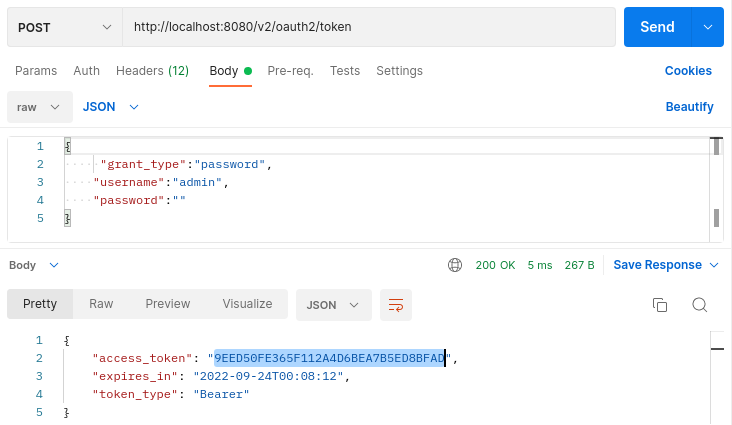 POST http://localhost:8080/v2/oauth2/token Send
Params Auth Headers (12) Body Pre-req. Tests Settings Cookies
raw JSON Beautify
1 {
2 "grant_type":"password",
3 "username":"admin",
4 "password":""
5 }
Body 200 OK 5 ms 267 B Save Response
Pretty Raw Preview Visualize JSON
1 {
2 "access_token": "9EED50FE365F112A4D6BEA7B5ED8BFAD",
3 "expires_in": "2022-09-24T00:08:12",
4 "token_type": "Bearer"
5 }